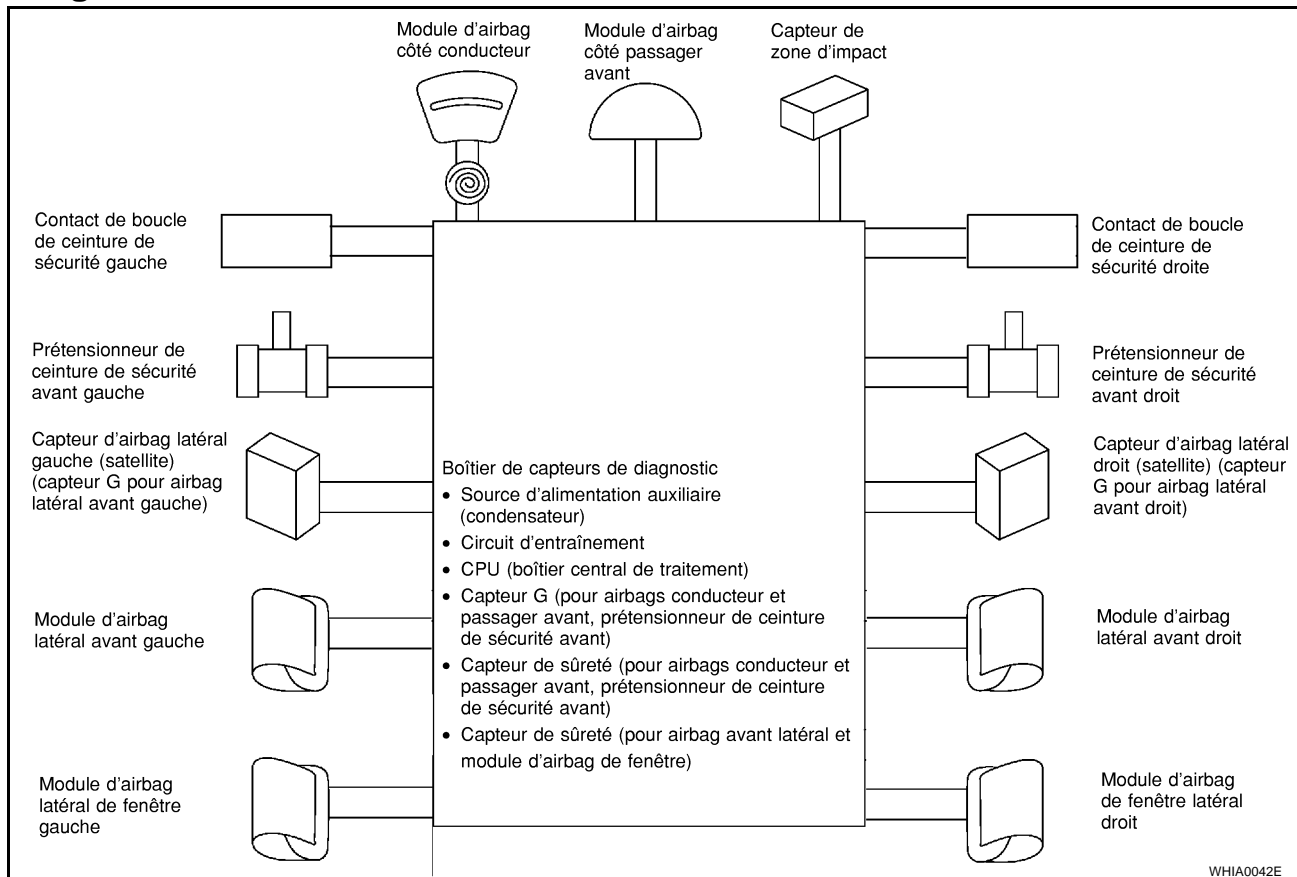 Module d'airbag
côté conducteur
Module d'airbag
côté passager
avant
Capteur de
zone d'impact
Contact de boucle
de ceinture de
sécurité gauche
Contact de boucle
de ceinture de
sécurité droite
Prétensionneur de
ceinture de sécurité
avant gauche
Prétensionneur de
ceinture de sécurité
avant droit
Capteur d'airbag latéral
gauche (satellite)
(capteur G pour airbag
latéral avant gauche)
Capteur d'airbag latéral
droit (satellite) (capteur
G pour airbag latéral
avant droit)
Boîtier de capteurs de diagnostic
• Source d'alimentation auxiliaire
(condensateur)
• Circuit d'entraînement
• CPU (boîtier central de traitement)
• Capteur G (pour airbags conducteur et
passager avant, prétensionneur de ceinture
de sécurité avant)
• Capteur de sûreté (pour airbags conducteur et
passager avant, prétensionneur de ceinture
de sécurité avant)
• Capteur de sûreté (pour airbag avant latéral et
module d'airbag de fenêtre)
Module d'airbag
latéral avant gauche
Module d'airbag
latéral avant droit
Module d'airbag
latéral de fenêtre
gauche
Module d'airbag
de fenêtre latéral
droit
WHIA0042E